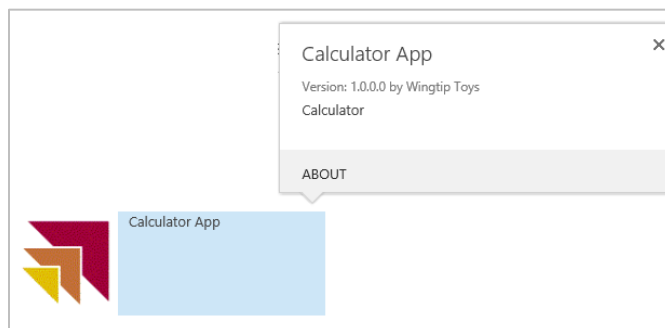 Calculator App
Version: 1.0.0.0 by Wingtip Toys
Calculator
ABOUT
Calculator App